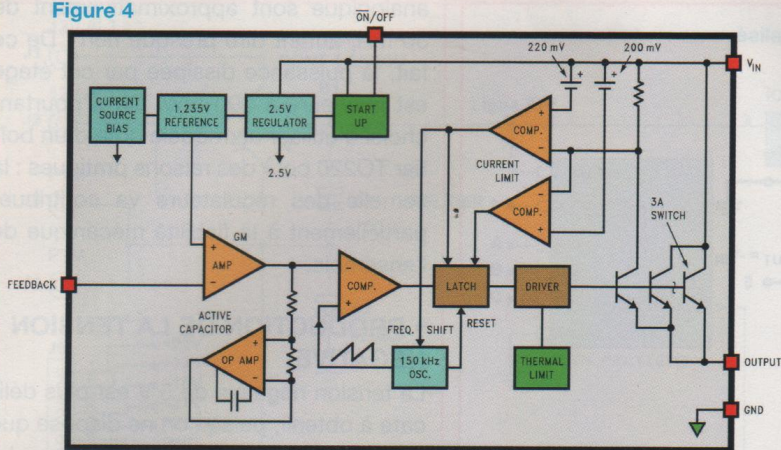 Figure 4
ON/OFF
220 mV
200 mV
VIN
CURRENT
SOURCE
BIAS
1.235V
REFERENCE
2.5V
REGULATOR
START
UP
2.5V
COMP.
+
−
CURRENT
LIMIT
COMP.
−
+
3A
SWITCH
GM
+
AMP
−
COMP.
−
+
LATCH
DRIVER
FEEDBACK
ACTIVE
CAPACITOR
OP AMP
+
−
FREQ. SHIFT
RESET
150 kHz
OSC.
THERMAL
LIMIT
OUTPUT
GND